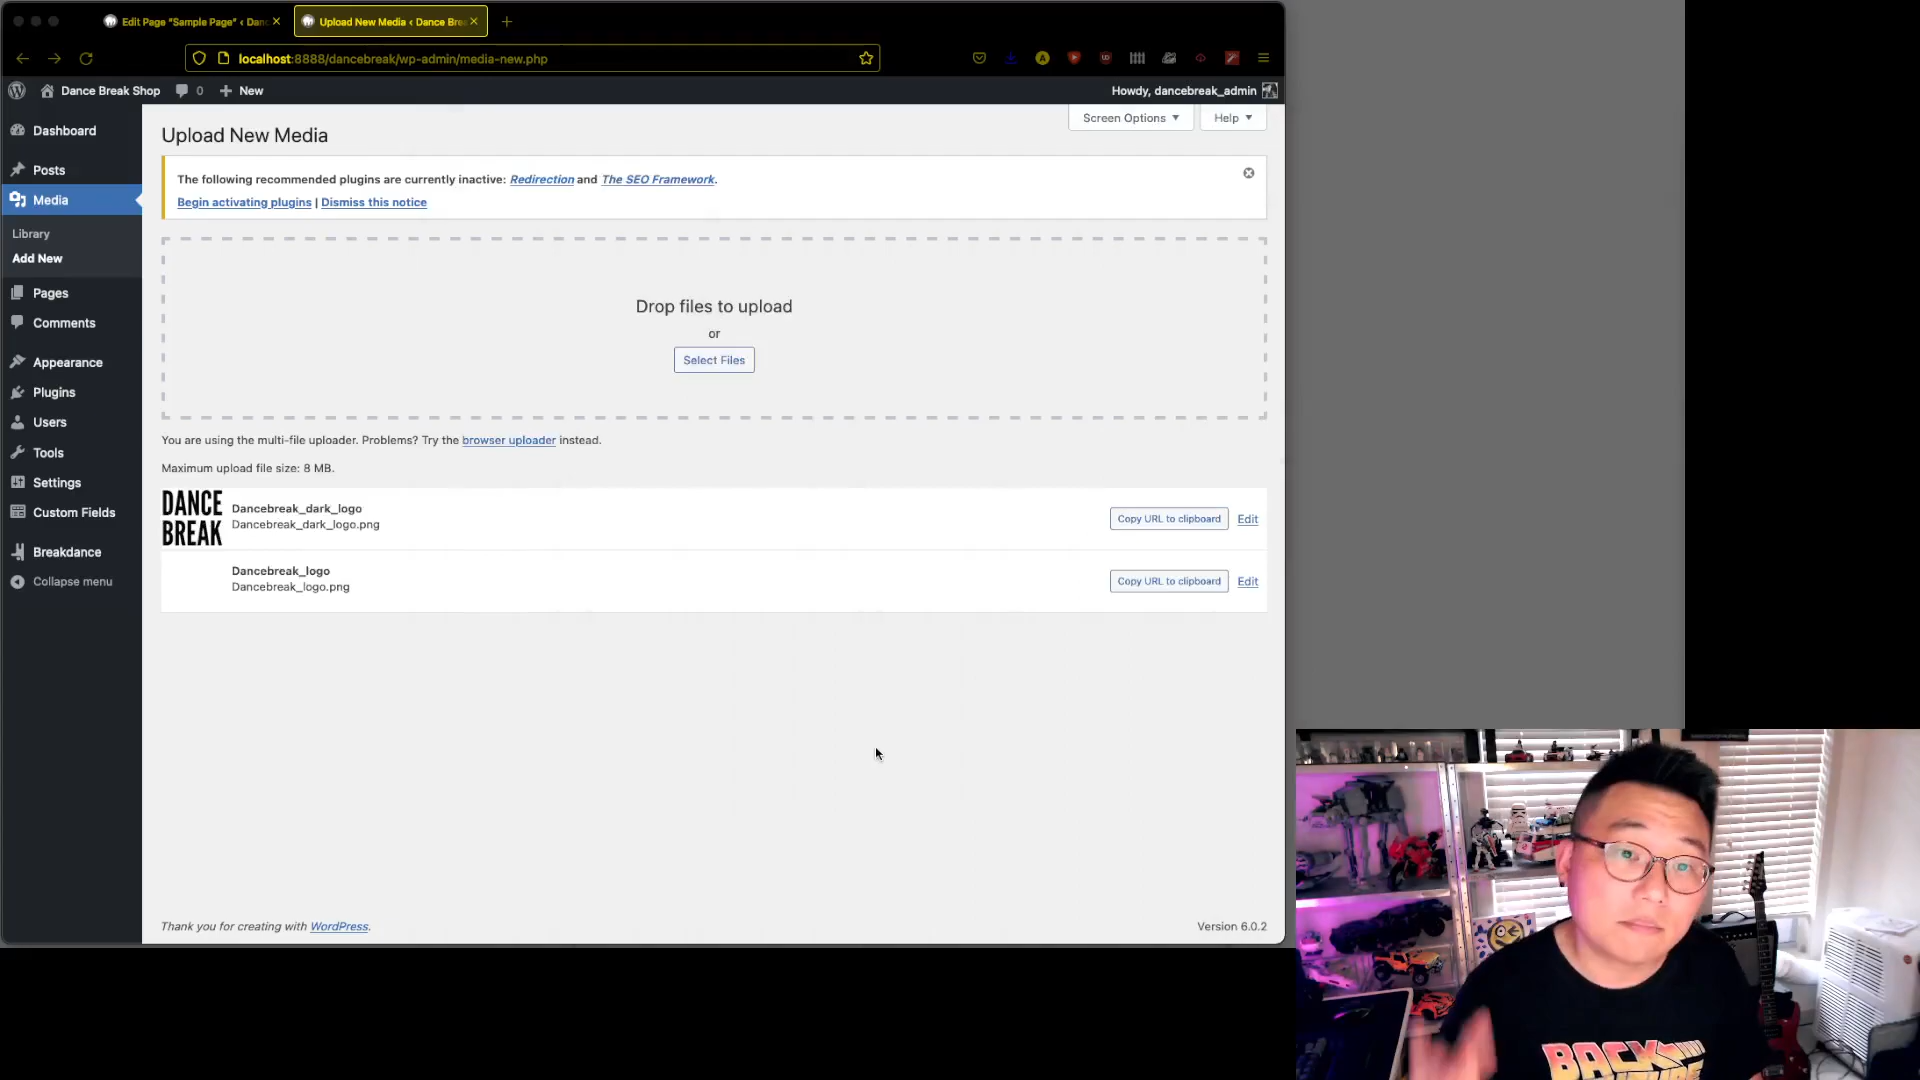 Edit Page "Sample Page" ‹ Dan
Upload New Media ‹ Dance Bre
localhost:8888/dancebreak/wp-admin/media-new.php
Dance Break Shop
0
New
Howdy, dancebreak_admin
Screen Options
Help
Dashboard
Posts
Media
Library
Add New
Pages
Comments
Appearance
Plugins
Users
Tools
Settings
Custom Fields
Breakdance
Collapse menu
Upload New Media
The following recommended plugins are currently inactive: Redirection and The SEO Framework.
Begin activating plugins | Dismiss this notice
Drop files to upload
or
Select Files
You are using the multi-file uploader. Problems? Try the browser uploader instead.
Maximum upload file size: 8 MB.
DANCE
BREAK
Dancebreak_dark_logo
Dancebreak_dark_logo.png
Copy URL to clipboard
Edit
Dancebreak_logo
Dancebreak_logo.png
Copy URL to clipboard
Edit
Thank you for creating with WordPress.
Version 6.0.2
BACK